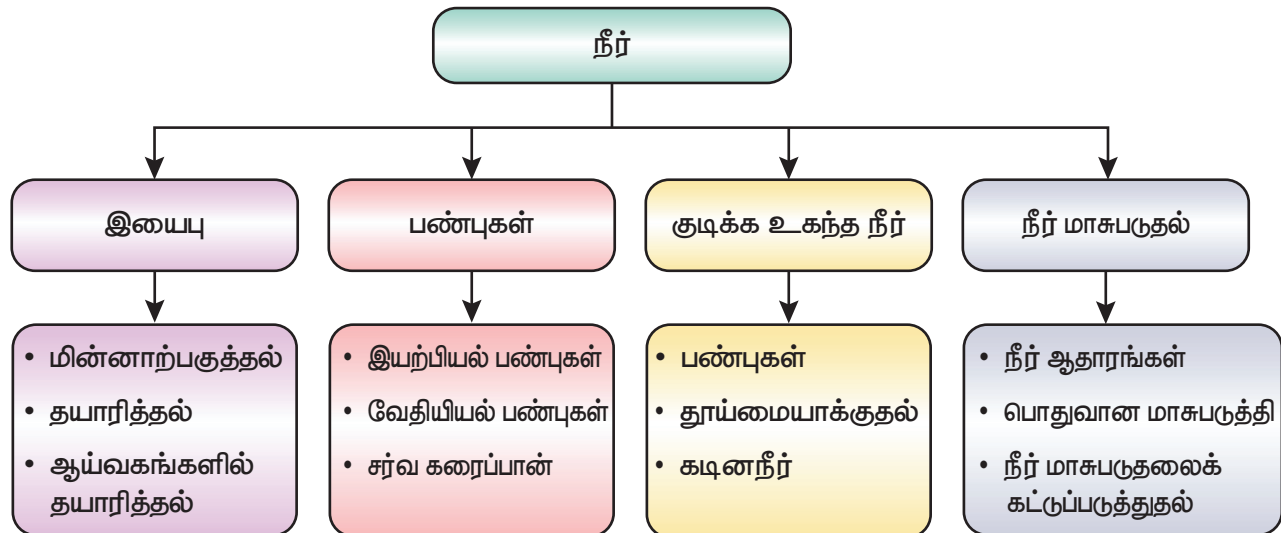 நீர்
இயைபு
பண்புகள்
குடிக்க உகந்த நீர்
நீர் மாசுபடுதல்
• மின்னாற்பகுத்தல்
• தயாரித்தல்
• ஆய்வகங்களில்
தயாரித்தல்
• இயற்பியல் பண்புகள்
• வேதியியல் பண்புகள்
• சர்வ கரைப்பான்
• பண்புகள்
• தூய்மையாக்குதல்
• கடினநீர்
• நீர் ஆதாரங்கள்
• பொதுவான மாசுபடுத்தி
• நீர் மாசுபடுதலைக்
கட்டுப்படுத்துதல்